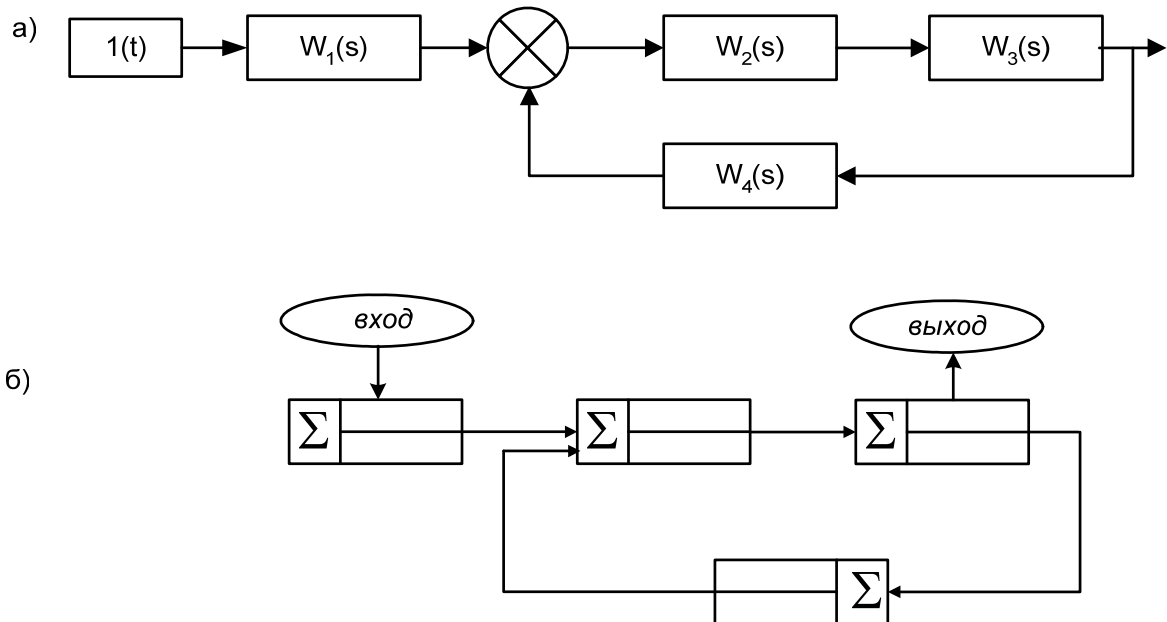 а)
1(t)
W₁(s)
W₂(s)
W₃(s)
W₄(s)
вход
выход
б)
Σ
Σ
Σ
Σ